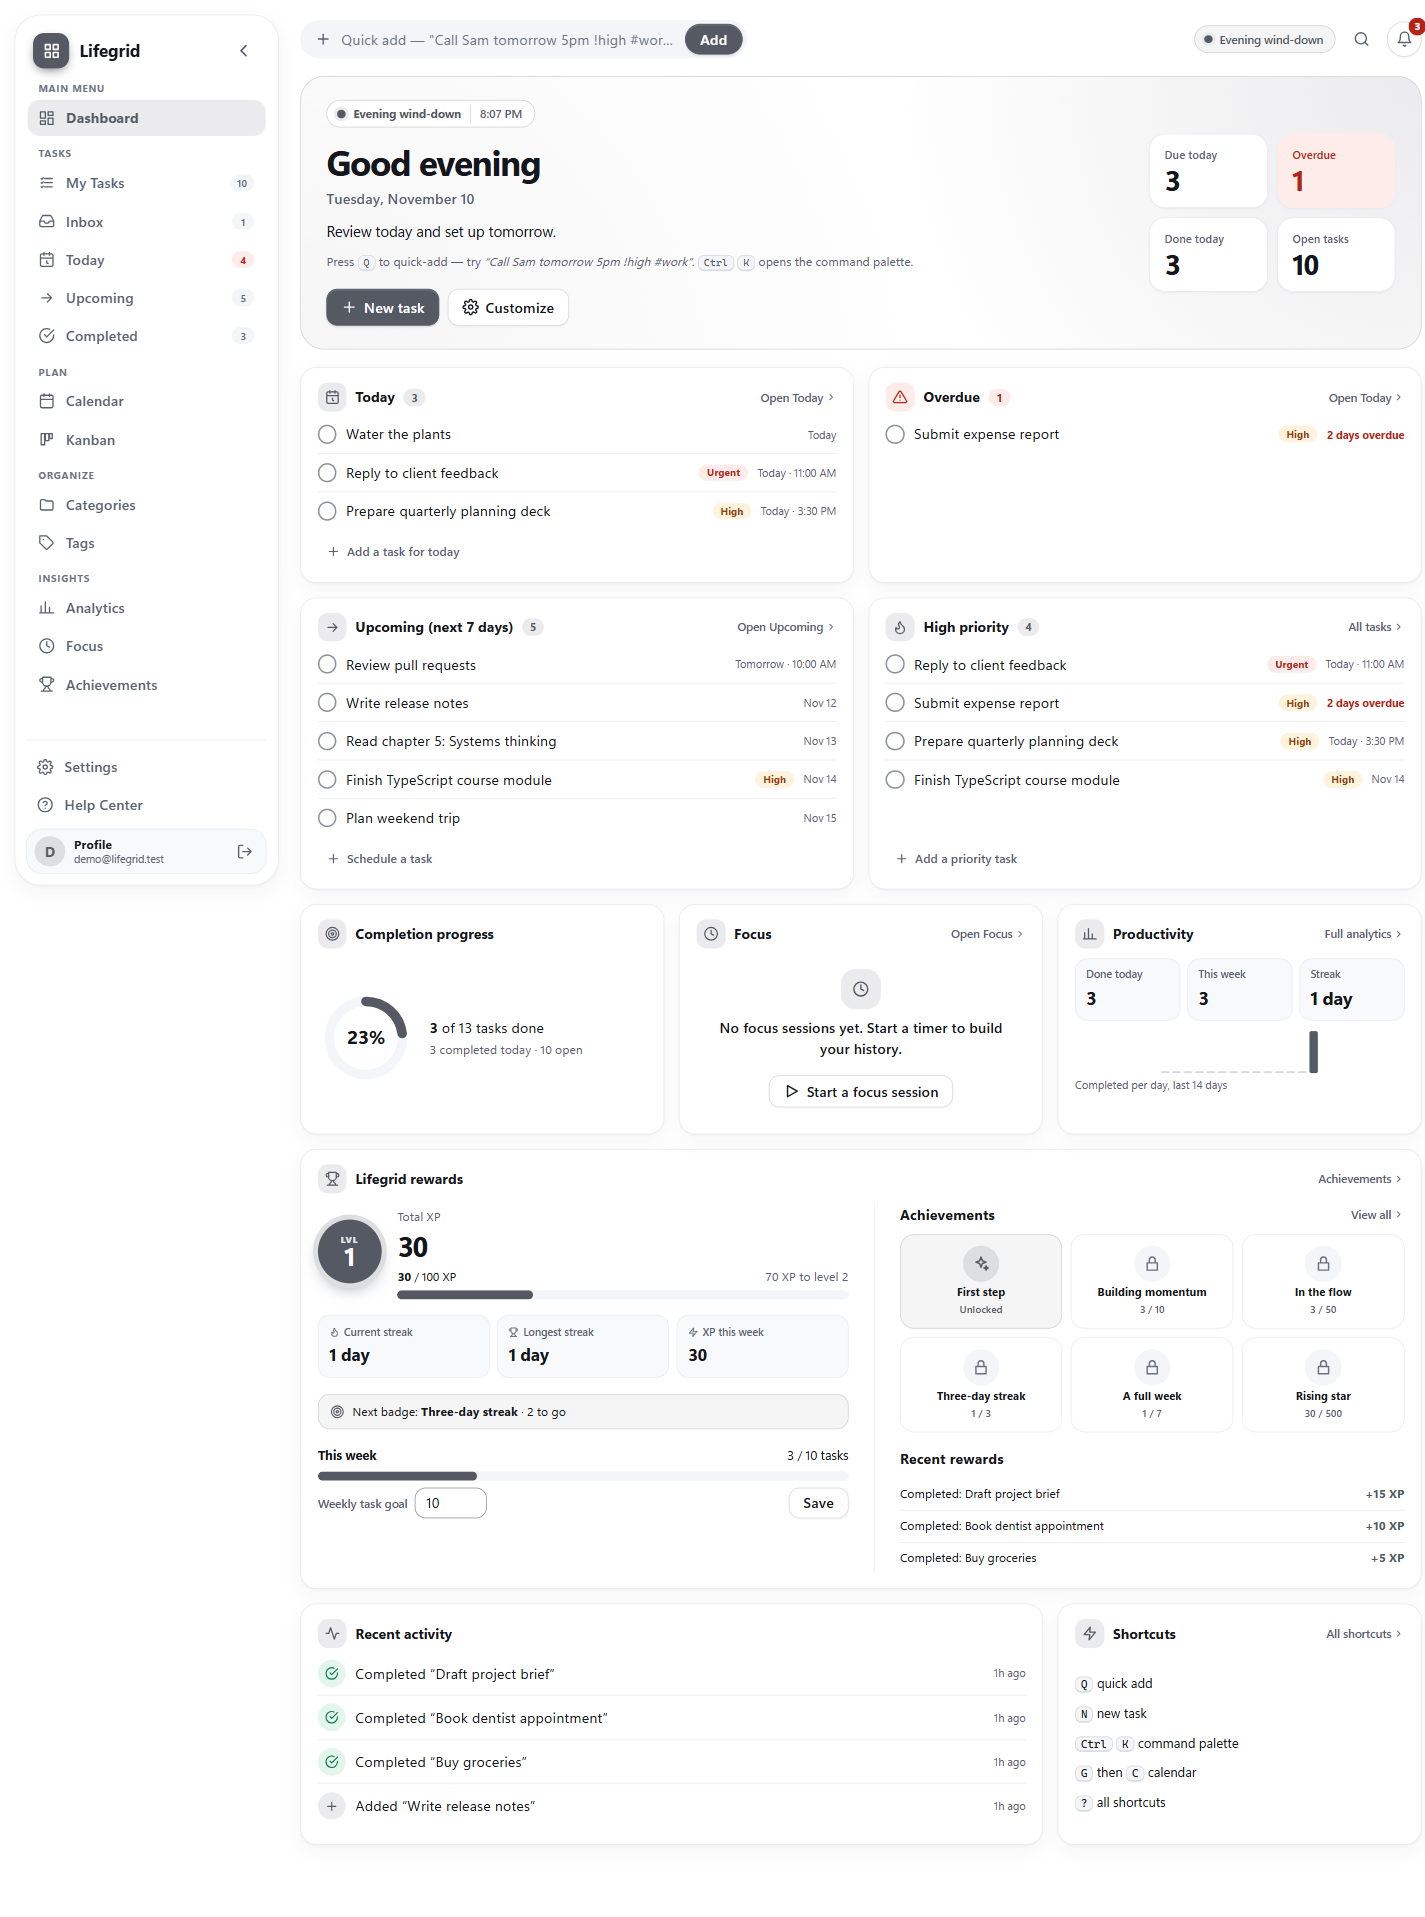 Lifegrid
MAIN MENU
Dashboard
TASKS
My Tasks 10
Inbox 1
Today 4
Upcoming 5
Completed 3
PLAN
Calendar
Kanban
ORGANIZE
Categories
Tags
INSIGHTS
Analytics
Focus
Achievements
Settings
Help Center
D
Profile
demo@lifegrid.test
Quick add — "Call Sam tomorrow 5pm !high #wor... Add
Evening wind-down
3
Evening wind-down 8:07 PM
Good evening
Tuesday, November 10
Review today and set up tomorrow.
Press Q to quick-add — try “Call Sam tomorrow 5pm !high #work”. Ctrl K opens the command palette.
New task
Customize
Due today
3
Overdue
1
Done today
3
Open tasks
10
Today 3 Open Today
Water the plants Today
Reply to client feedback Urgent Today · 11:00 AM
Prepare quarterly planning deck High Today · 3:30 PM
Add a task for today
Overdue 1 Open Today
Submit expense report High 2 days overdue
Upcoming (next 7 days) 5 Open Upcoming
Review pull requests Tomorrow · 10:00 AM
Write release notes Nov 12
Read chapter 5: Systems thinking Nov 13
Finish TypeScript course module High Nov 14
Plan weekend trip Nov 15
Schedule a task
High priority 4 All tasks
Reply to client feedback Urgent Today · 11:00 AM
Submit expense report High 2 days overdue
Prepare quarterly planning deck High Today · 3:30 PM
Finish TypeScript course module High Nov 14
Add a priority task
Completion progress
23%
3 of 13 tasks done
3 completed today · 10 open
Focus Open Focus
No focus sessions yet. Start a timer to build
your history.
Start a focus session
Productivity Full analytics
Done today
3
This week
3
Streak
1 day
Completed per day, last 14 days
Lifegrid rewards Achievements
LVL
1
Total XP
30
30 / 100 XP 70 XP to level 2
Current streak
1 day
Longest streak
1 day
XP this week
30
Next badge: Three-day streak · 2 to go
This week 3 / 10 tasks
Weekly task goal 10 Save
Achievements View all
First step
Unlocked
Building momentum
3 / 10
In the flow
3 / 50
Three-day streak
1 / 3
A full week
1 / 7
Rising star
30 / 500
Recent rewards
Completed: Draft project brief +15 XP
Completed: Book dentist appointment +10 XP
Completed: Buy groceries +5 XP
Recent activity
Completed “Draft project brief” 1h ago
Completed “Book dentist appointment” 1h ago
Completed “Buy groceries” 1h ago
Added “Write release notes” 1h ago
Shortcuts All shortcuts
Q quick add
N new task
Ctrl K command palette
G then C calendar
? all shortcuts